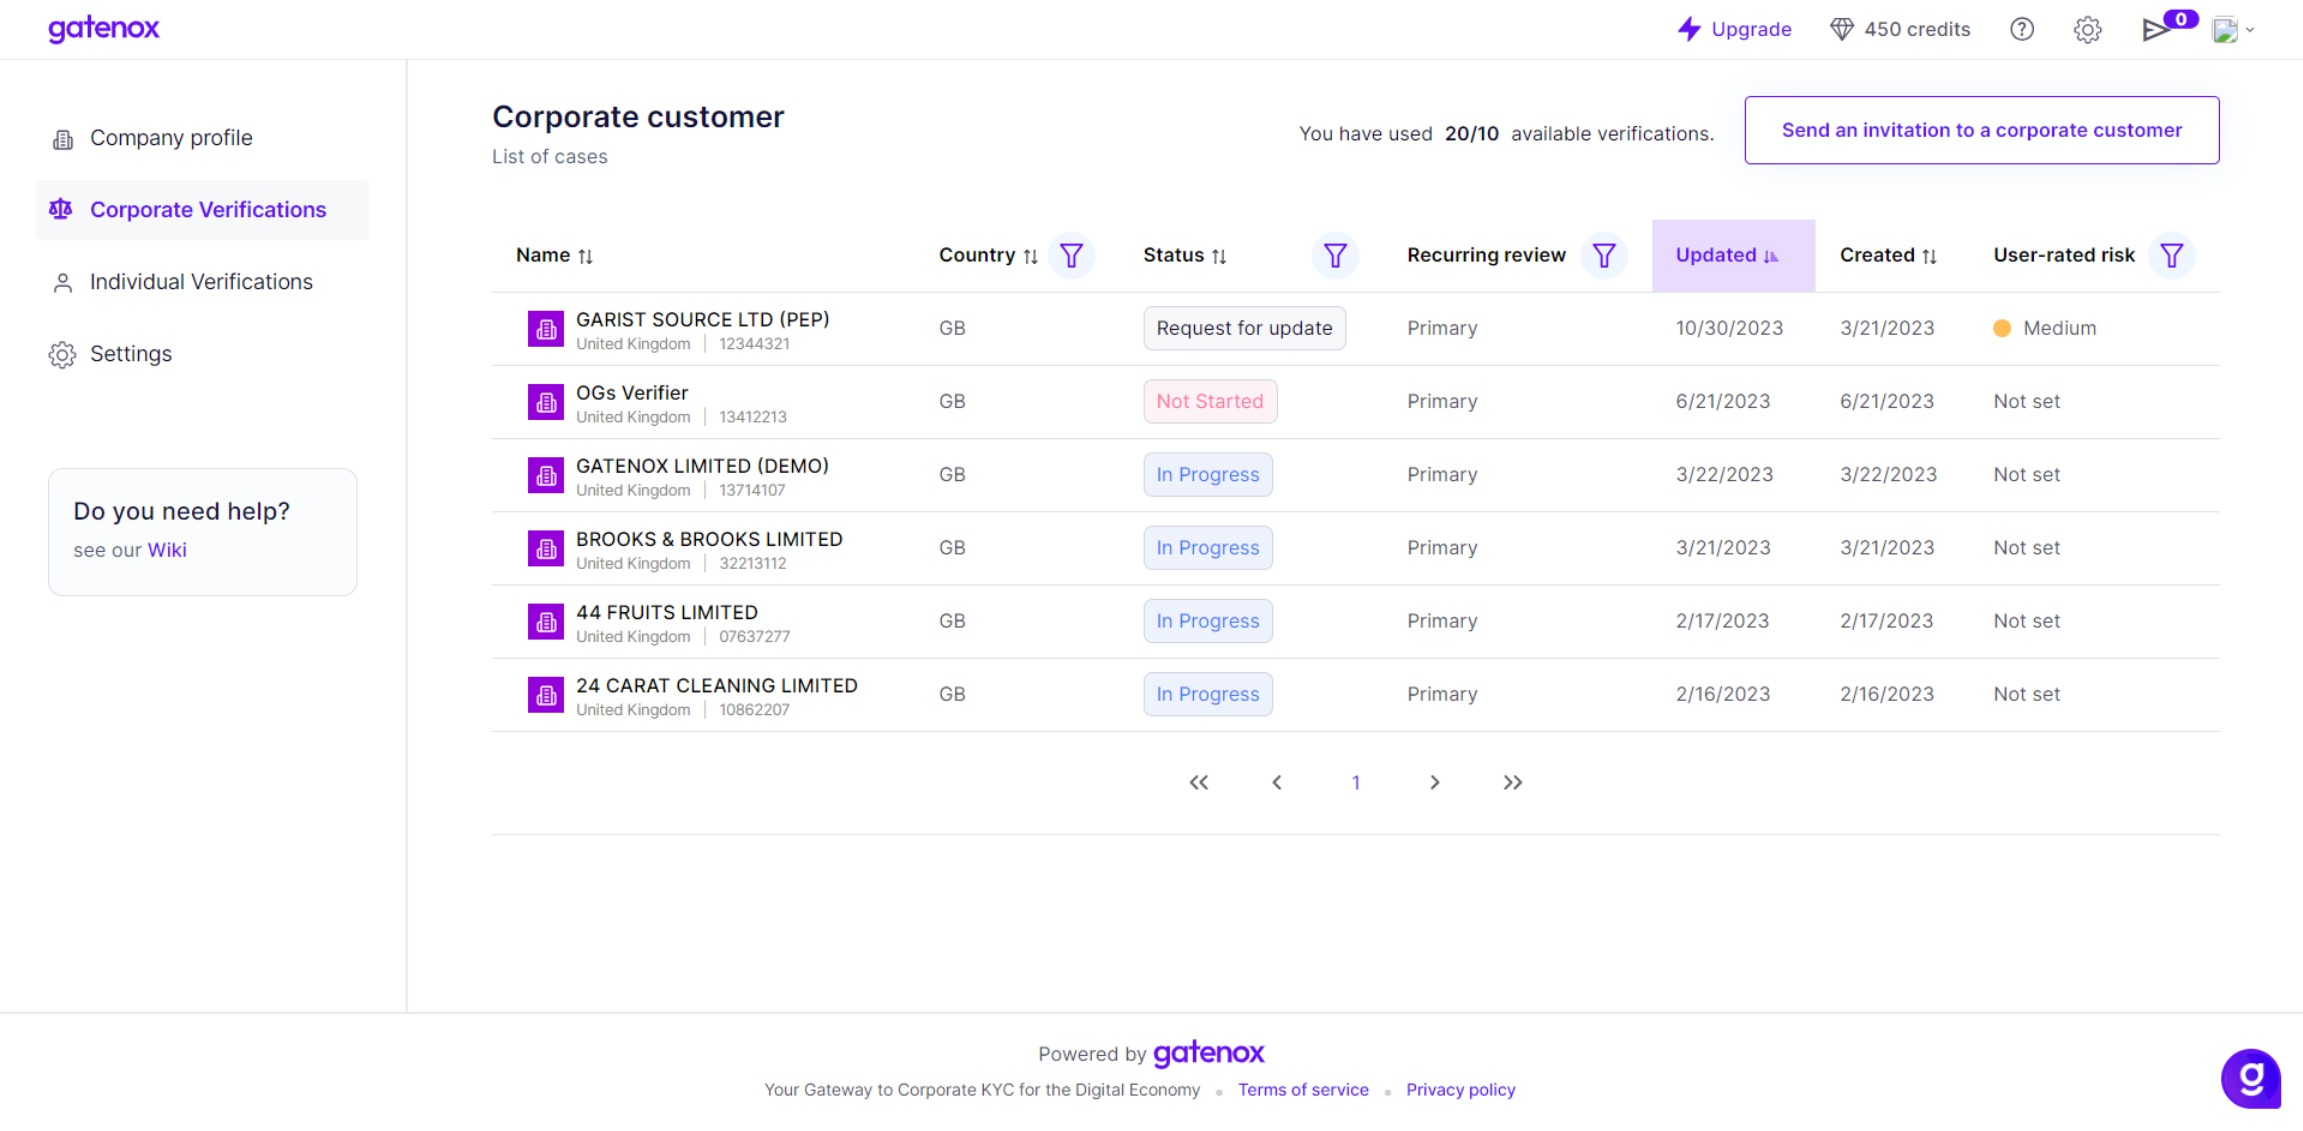 gatenox
Upgrade 450 credits 0
Company profile
Corporate Verifications
Individual Verifications
Settings
Do you need help?
see our Wiki
Corporate customer
List of cases
You have used 20/10 available verifications.
Send an invitation to a corporate customer
Name Country Status Recurring review Updated Created User-rated risk
GARIST SOURCE LTD (PEP)
United Kingdom | 12344321
GB Request for update Primary 10/30/2023 3/21/2023 Medium
OGs Verifier
United Kingdom | 13412213
GB Not Started Primary 6/21/2023 6/21/2023 Not set
GATENOX LIMITED (DEMO)
United Kingdom | 13714107
GB In Progress Primary 3/22/2023 3/22/2023 Not set
BROOKS & BROOKS LIMITED
United Kingdom | 32213112
GB In Progress Primary 3/21/2023 3/21/2023 Not set
44 FRUITS LIMITED
United Kingdom | 07637277
GB In Progress Primary 2/17/2023 2/17/2023 Not set
24 CARAT CLEANING LIMITED
United Kingdom | 10862207
GB In Progress Primary 2/16/2023 2/16/2023 Not set
1
Powered by gatenox
Your Gateway to Corporate KYC for the Digital Economy • Terms of service • Privacy policy
g